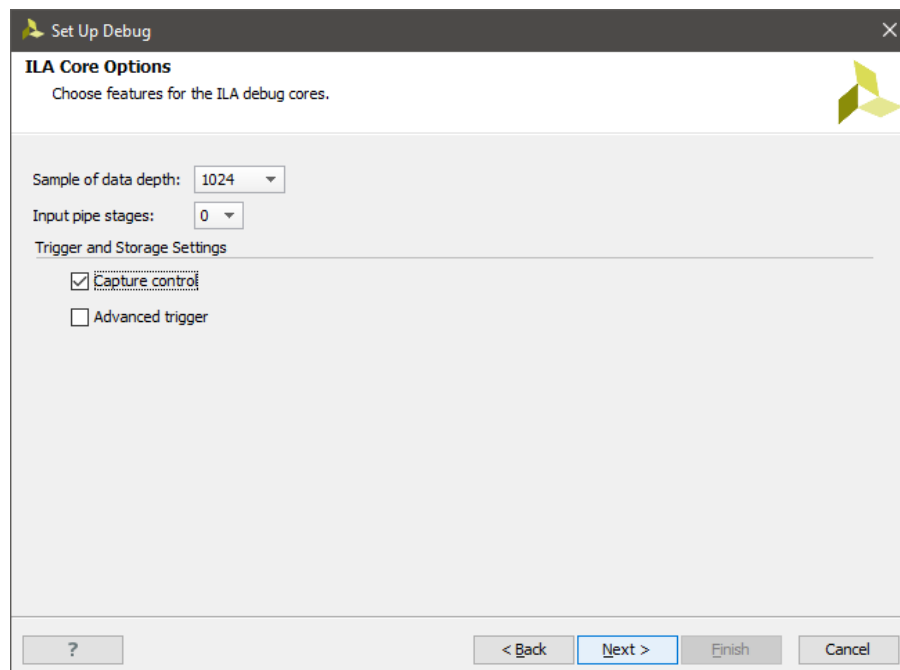 Set Up Debug
ILA Core Options
Choose features for the ILA debug cores.
Sample of data depth: 1024
Input pipe stages: 0
Trigger and Storage Settings
Capture control
Advanced trigger
? < Back Next > Finish Cancel